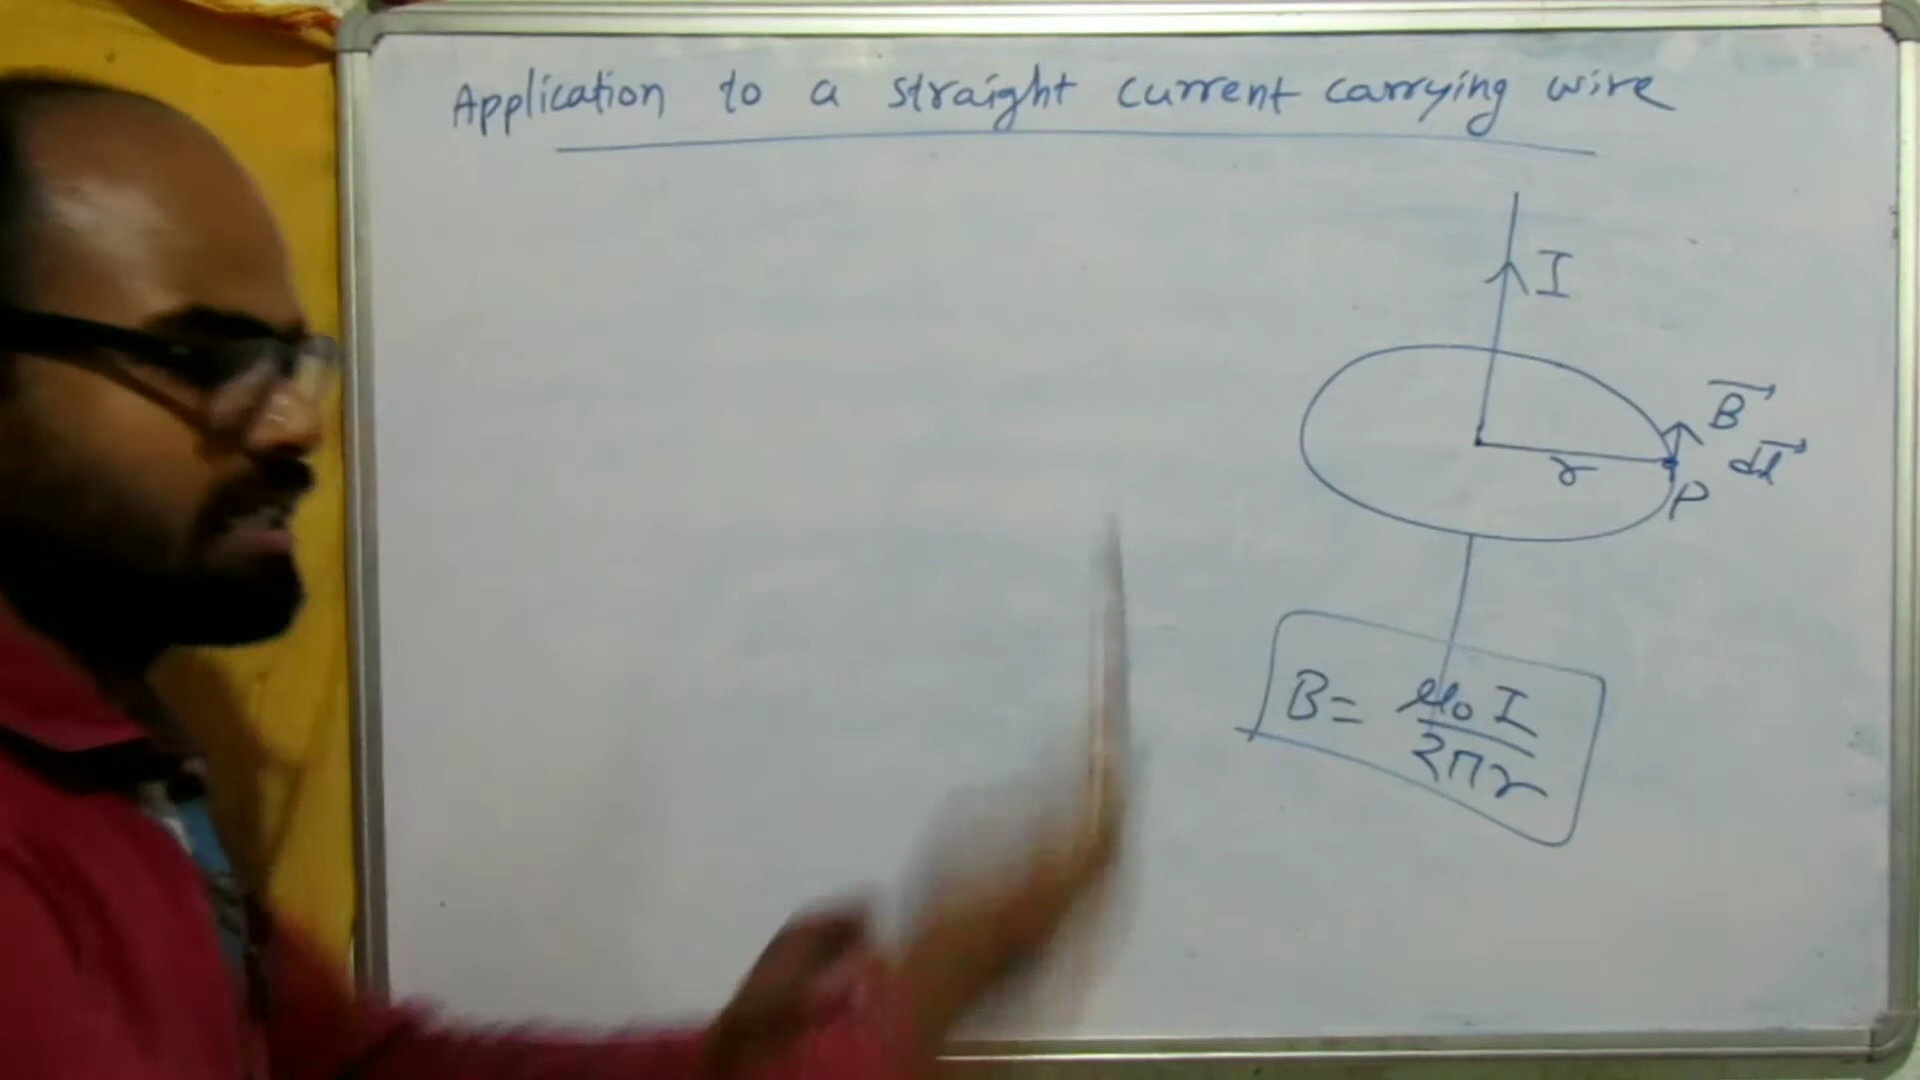 Application to a straight current carrying wire
I
B⃗
dl⃗
r
P
B = μ₀ I / 2πr